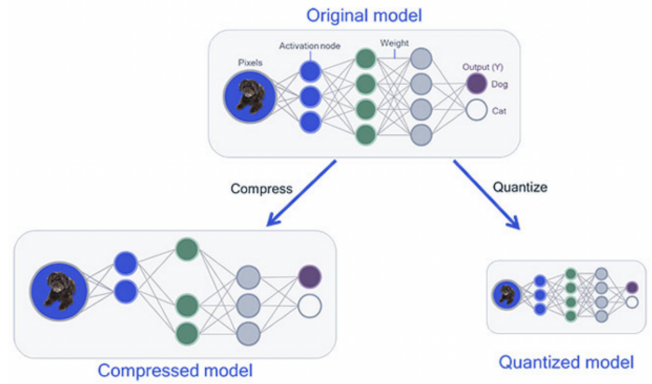 Original model
Activation node
Weight
Pixels
Output (Y)
Dog
Cat
Compress
Quantize
Compressed model
Quantized model